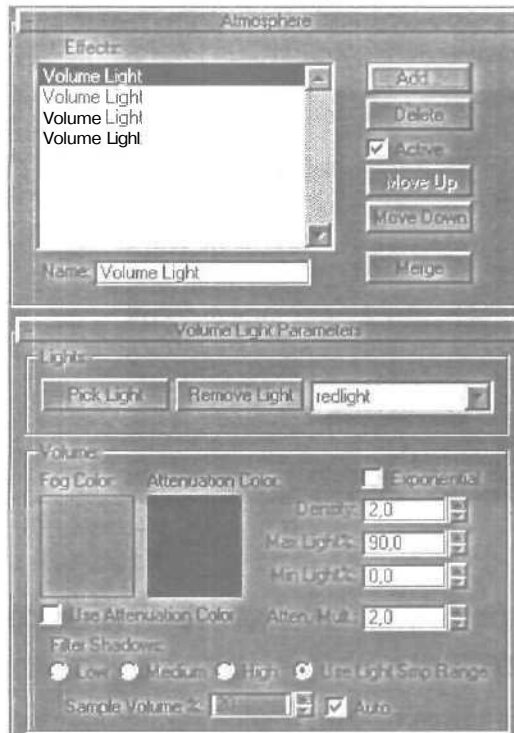 Atmosphere
Effects:
Volume Light
Volume Light
Volume Light
Volume Light
Add...
Delete
Active
Move Up
Move Down
Name: Volume Light
Merge
Volume Light Parameters
Lights:
Pick Light Remove Light redlight
Volume:
Fog Color: Attenuation Color: Exponential
Density: 2,0
Max Light%: 90,0
Min Light%: 0,0
Use Attenuation Color Atten. Mult.: 2,0
Filter Shadows:
Low Medium High Use Light Smp Range
Sample Volume %: Auto